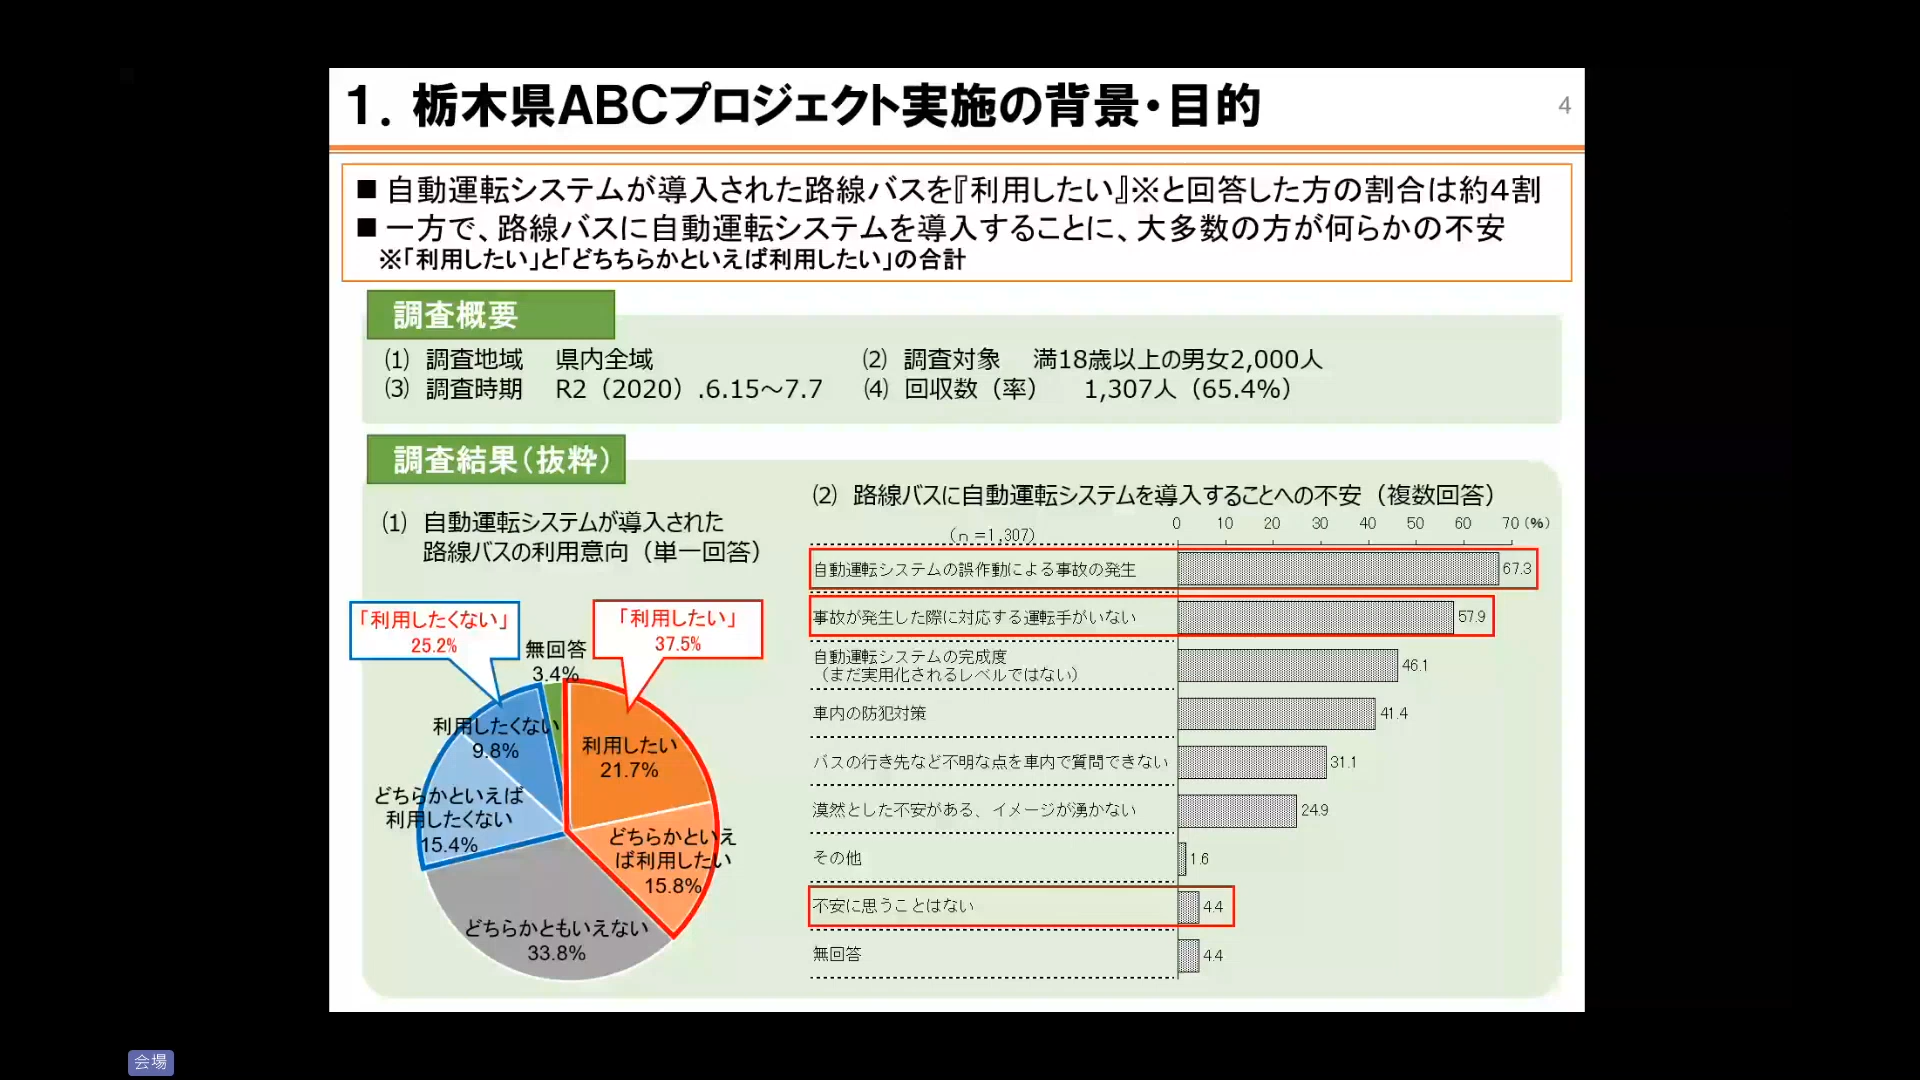 1. 栃木県ABCプロジェクト実施の背景・目的
4
■ 自動運転システムが導入された路線バスを『利用したい』※と回答した方の割合は約4割
■ 一方で、路線バスに自動運転システムを導入することに、大多数の方が何らかの不安
※「利用したい」と「どちちらかといえば利用したい」の合計
調査概要
(1) 調査地域 県内全域
(2) 調査対象 満18歳以上の男女2,000人
(3) 調査時期 R2（2020）.6.15～7.7
(4) 回収数（率） 1,307人（65.4%）
調査結果（抜粋）
(1) 自動運転システムが導入された
路線バスの利用意向（単一回答）
「利用したくない」
25.2%
無回答
3.4%
「利用したい」
37.5%
利用したくない
9.8%
利用したい
21.7%
どちらかといえば
利用したくない
15.4%
どちらかといえ
ば利用したい
15.8%
どちらかともいえない
33.8%
(2) 路線バスに自動運転システムを導入することへの不安（複数回答）
（n=1,307）
0 10 20 30 40 50 60 70 (%)
自動運転システムの誤作動による事故の発生 67.3
事故が発生した際に対応する運転手がいない 57.9
自動運転システムの完成度
（まだ実用化されるレベルではない） 46.1
車内の防犯対策 41.4
バスの行き先など不明な点を車内で質問できない 31.1
漠然とした不安がある、イメージが湧かない 24.9
その他 1.6
不安に思うことはない 4.4
無回答 4.4
会場